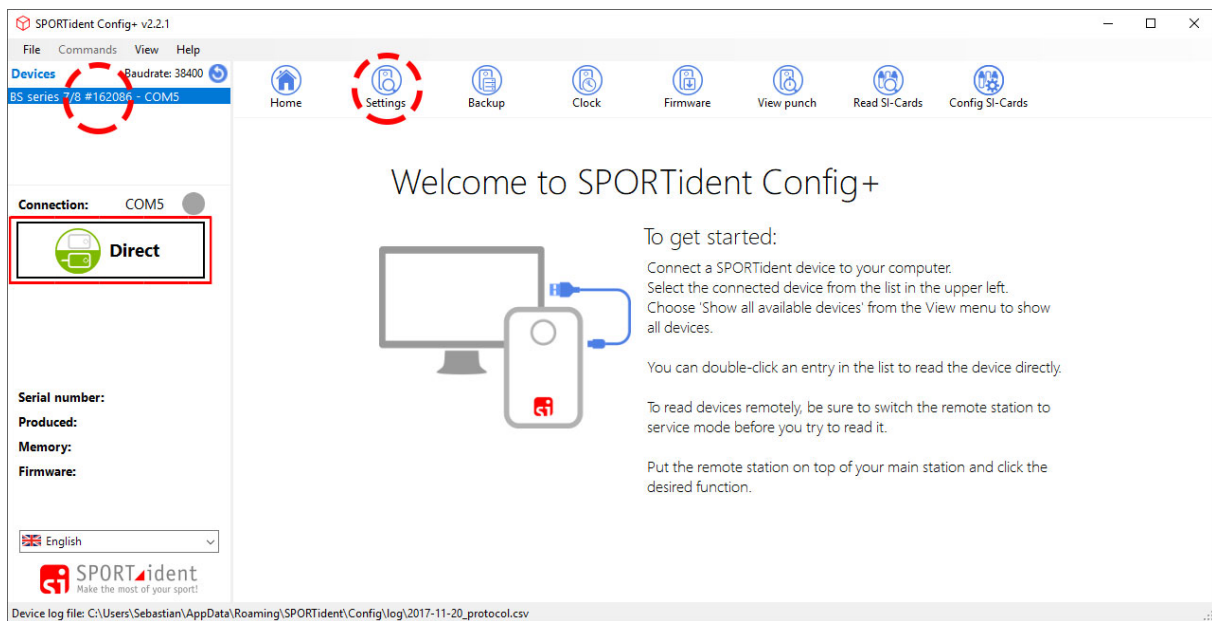 SPORTident Config+ v2.2.1
File Commands View Help
Devices Baudrate: 38400
BS series 7/8 #162086 - COM5
Home Settings Backup Clock Firmware View punch Read SI-Cards Config SI-Cards
Welcome to SPORTident Config+
Connection: COM5
Direct
To get started:
Connect a SPORTident device to your computer.
Select the connected device from the list in the upper left.
Choose 'Show all available devices' from the View menu to show
all devices.
You can double-click an entry in the list to read the device directly.
To read devices remotely, be sure to switch the remote station to
service mode before you try to read it.
Put the remote station on top of your main station and click the
desired function.
si
Serial number:
Produced:
Memory:
Firmware:
English
si SPORTident
Make the most of your sport!
Device log file: C:\Users\Sebastian\AppData\Roaming\SPORTident\Config\log\2017-11-20_protocol.csv